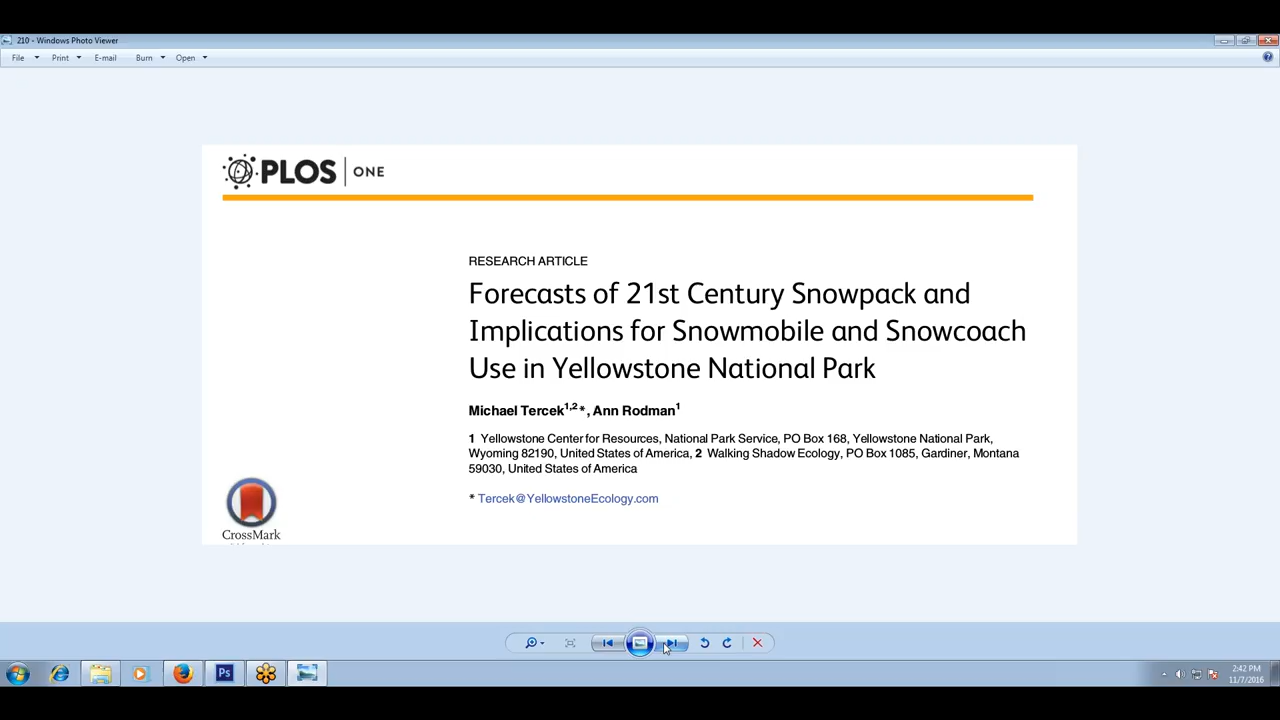 210 - Windows Photo Viewer
File Print E-mail Burn Open
PLOS ONE
RESEARCH ARTICLE
Forecasts of 21st Century Snowpack and
Implications for Snowmobile and Snowcoach
Use in Yellowstone National Park
Michael Tercek1,2*, Ann Rodman1
1 Yellowstone Center for Resources, National Park Service, PO Box 168, Yellowstone National Park,
Wyoming 82190, United States of America, 2 Walking Shadow Ecology, PO Box 1085, Gardiner, Montana
59030, United States of America
* Tercek@YellowstoneEcology.com
CrossMark
Ps
2:42 PM
11/7/2016